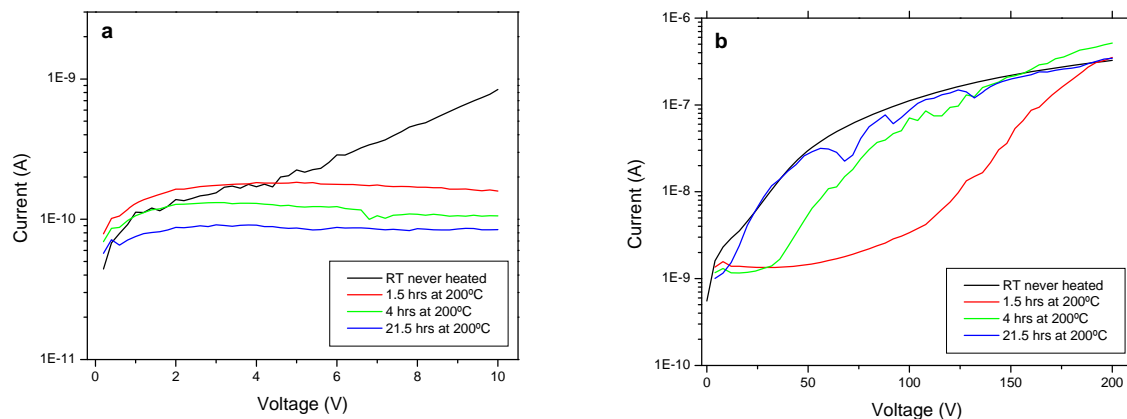 a
1E-9
1E-10
1E-11
Current (A)
0 2 4 6 8 10
Voltage (V)
RT never heated
1.5 hrs at 200ºC
4 hrs at 200ºC
21.5 hrs at 200ºC
b
1E-6
1E-7
1E-8
1E-9
1E-10
Current (A)
0 50 100 150 200
Voltage (V)
RT never heated
1.5 hrs at 200ºC
4 hrs at 200ºC
21.5 hrs at 200ºC